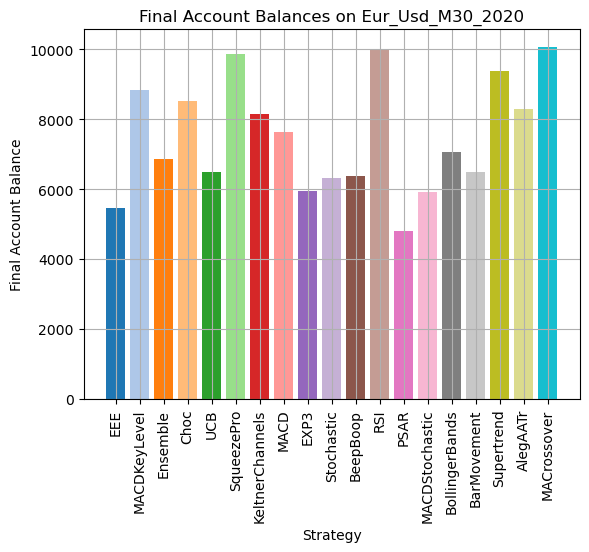 Final Account Balances on Eur_Usd_M30_2020
Final Account Balance
10000
8000
6000
4000
2000
0
EEE
MACDKeyLevel
Ensemble
Choc
UCB
SqueezePro
KeltnerChannels
MACD
EXP3
Stochastic
BeepBoop
RSI
PSAR
MACDStochastic
BollingerBands
BarMovement
Supertrend
AlegAATr
MACrossover
Strategy